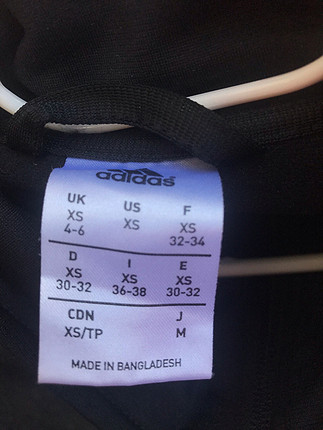 adidas
UK US F
XS XS XS
4-6 32-34
D I E
XS XS XS
30-32 36-38 30-32
CDN J
XS/TP M
MADE IN BANGLADESH